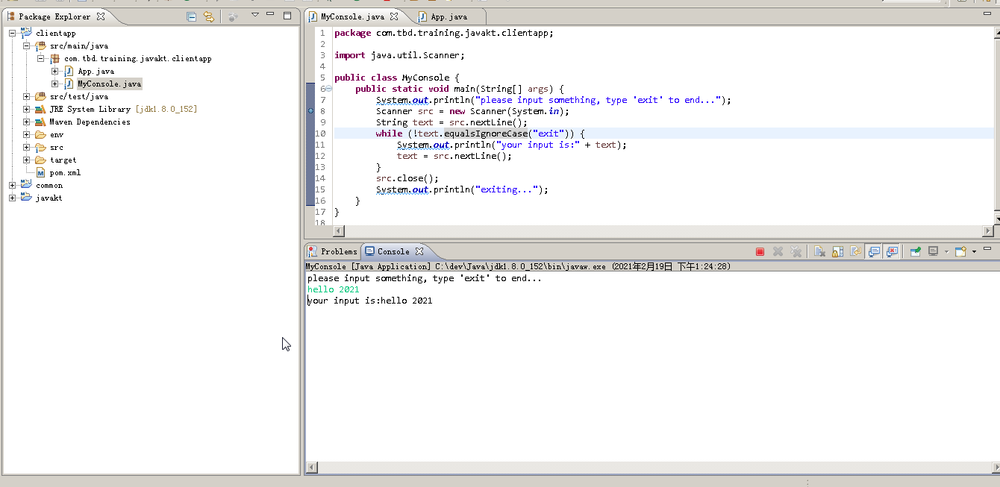 Package Explorer
clientapp
src/main/java
com.tbd.training.javakt.clientapp
App.java
MyConsole.java
src/test/java
JRE System Library [jdk1.8.0_152]
Maven Dependencies
env
src
target
pom.xml
common
javakt
MyConsole.java App.java
1 package com.tbd.training.javakt.clientapp;
2
3 import java.util.Scanner;
4
5 public class MyConsole {
6 public static void main(String[] args) {
7 System.out.println("please input something, type 'exit' to end...");
8 Scanner src = new Scanner(System.in);
9 String text = src.nextLine();
10 while (!text.equalsIgnoreCase("exit")) {
11 System.out.println("your input is:" + text);
12 text = src.nextLine();
13 }
14 src.close();
15 System.out.println("exiting...");
16 }
17 }
18
Problems Console
MyConsole [Java Application] C:\dev\Java\jdk1.8.0_152\bin\javaw.exe (2021年2月19日 下午1:24:28)
please input something, type 'exit' to end...
hello 2021
your input is:hello 2021